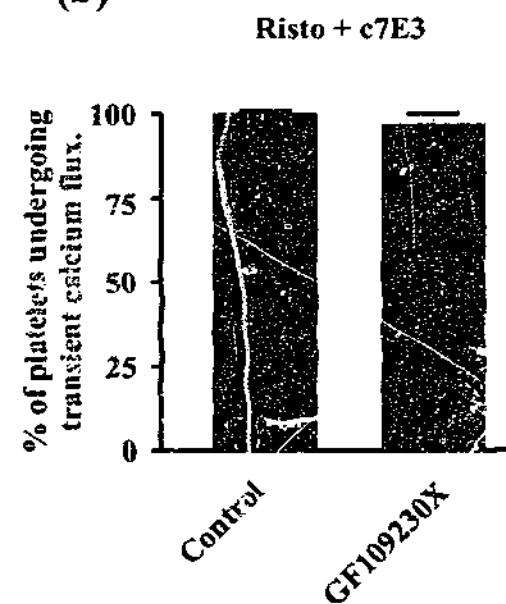 Risto + c7E3
% of platelets undergoing
transient calcium flux.
100
75
50
25
0
Control
GF109230X